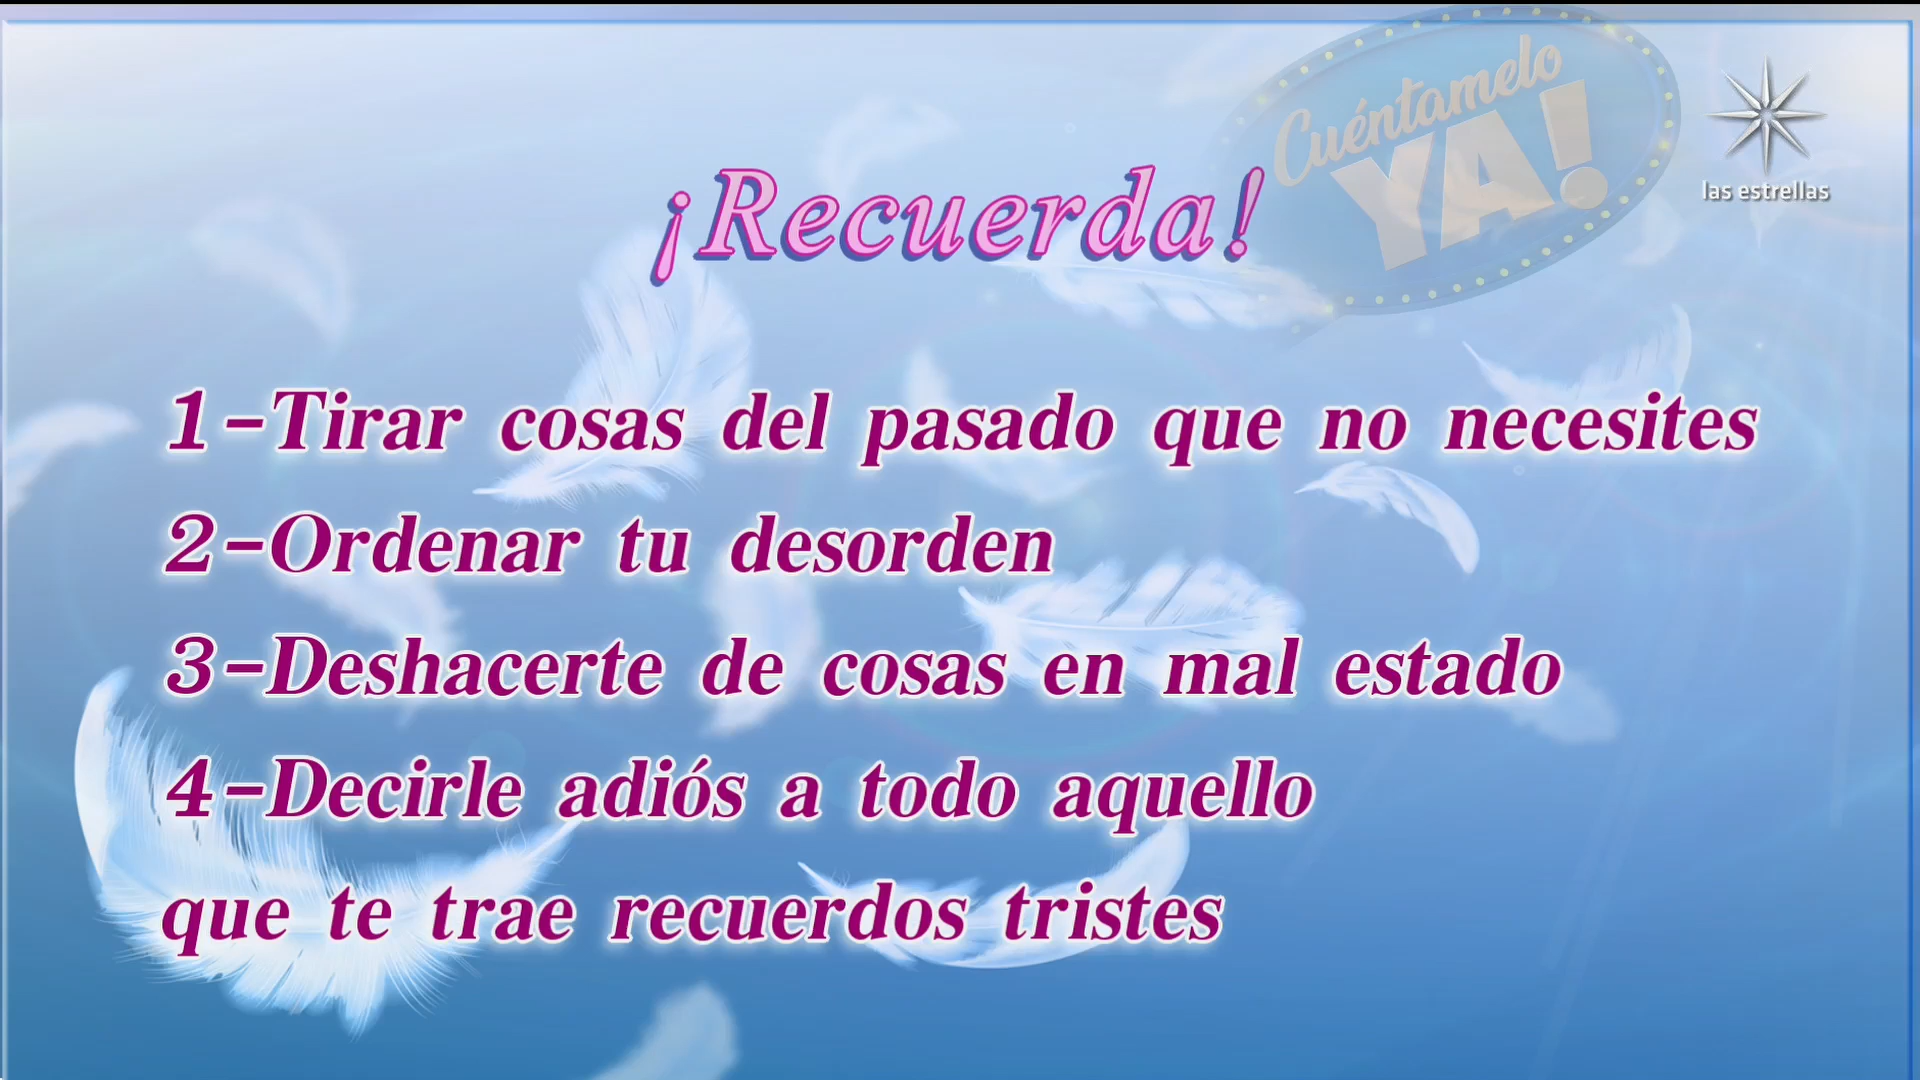 Cuéntamelo
YA!
las estrellas
¡Recuerda!
1-Tirar cosas del pasado que no necesites
2-Ordenar tu desorden
3-Deshacerte de cosas en mal estado
4-Decirle adiós a todo aquello
que te trae recuerdos tristes